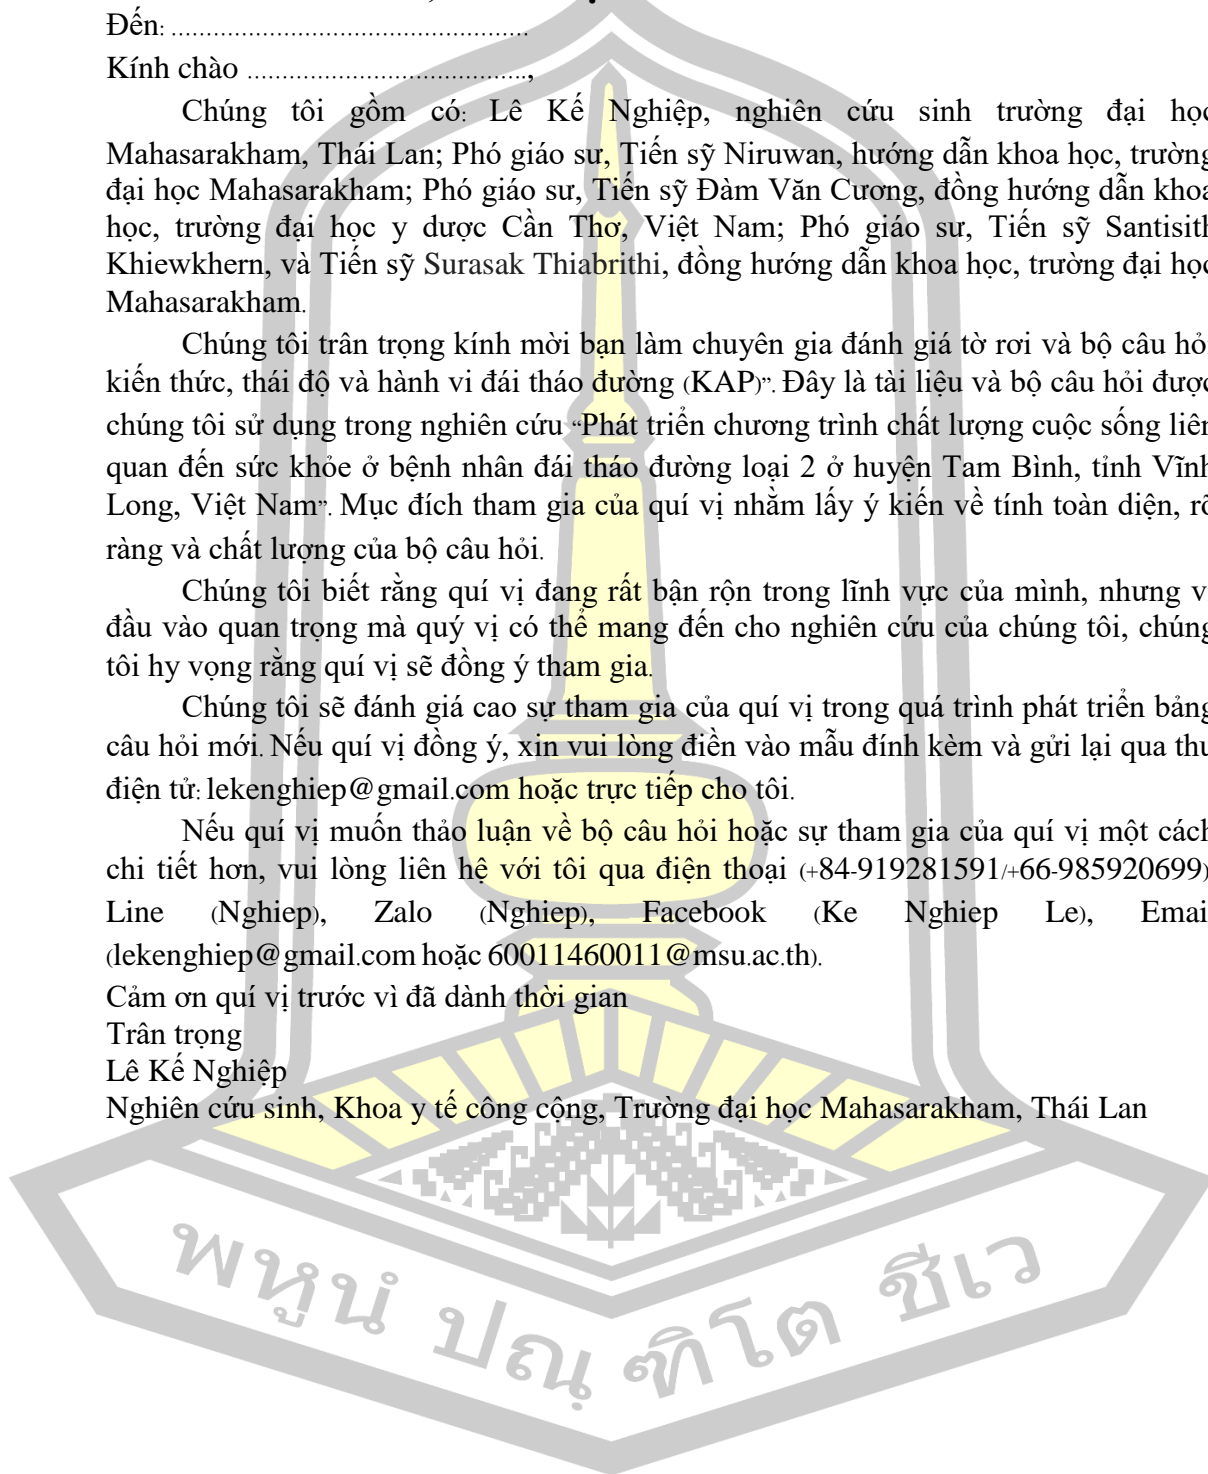 Đến: ...................................................
Kính chào ........................................,
Chúng tôi gồm có: Lê Kế Nghiệp, nghiên cứu sinh trường đại học
Mahasarakham, Thái Lan; Phó giáo sư, Tiến sỹ Niruwan, hướng dẫn khoa học, trường
đại học Mahasarakham; Phó giáo sư, Tiến sỹ Đàm Văn Cương, đồng hướng dẫn khoa
học, trường đại học y dược Cần Thơ, Việt Nam; Phó giáo sư, Tiến sỹ Santisith
Khiewkhern, và Tiến sỹ Surasak Thiabrithi, đồng hướng dẫn khoa học, trường đại học
Mahasarakham.
Chúng tôi trân trọng kính mời bạn làm chuyên gia đánh giá tờ rơi và bộ câu hỏi
kiến thức, thái độ và hành vi đái tháo đường (KAP)”. Đây là tài liệu và bộ câu hỏi được
chúng tôi sử dụng trong nghiên cứu “Phát triển chương trình chất lượng cuộc sống liên
quan đến sức khỏe ở bệnh nhân đái tháo đường loại 2 ở huyện Tam Bình, tỉnh Vĩnh
Long, Việt Nam”. Mục đích tham gia của quí vị nhằm lấy ý kiến về tính toàn diện, rõ
ràng và chất lượng của bộ câu hỏi.
Chúng tôi biết rằng quí vị đang rất bận rộn trong lĩnh vực của mình, nhưng vì
đầu vào quan trọng mà quý vị có thể mang đến cho nghiên cứu của chúng tôi, chúng
tôi hy vọng rằng quí vị sẽ đồng ý tham gia.
Chúng tôi sẽ đánh giá cao sự tham gia của quí vị trong quá trình phát triển bảng
câu hỏi mới. Nếu quí vị đồng ý, xin vui lòng điền vào mẫu đính kèm và gửi lại qua thư
điện tử: lekenghiep@gmail.com hoặc trực tiếp cho tôi.
Nếu quí vị muốn thảo luận về bộ câu hỏi hoặc sự tham gia của quí vị một cách
chi tiết hơn, vui lòng liên hệ với tôi qua điện thoại (+84-919281591/+66-985920699)
Line (Nghiep), Zalo (Nghiep), Facebook (Ke Nghiep Le), Email
(lekenghiep@gmail.com hoặc 60011460011@msu.ac.th).
Cảm ơn quí vị trước vì đã dành thời gian
Trân trọng
Lê Kế Nghiệp
Nghiên cứu sinh, Khoa y tế công cộng, Trường đại học Mahasarakham, Thái Lan
พหูนํ ปณฺฑิโต ชีเว